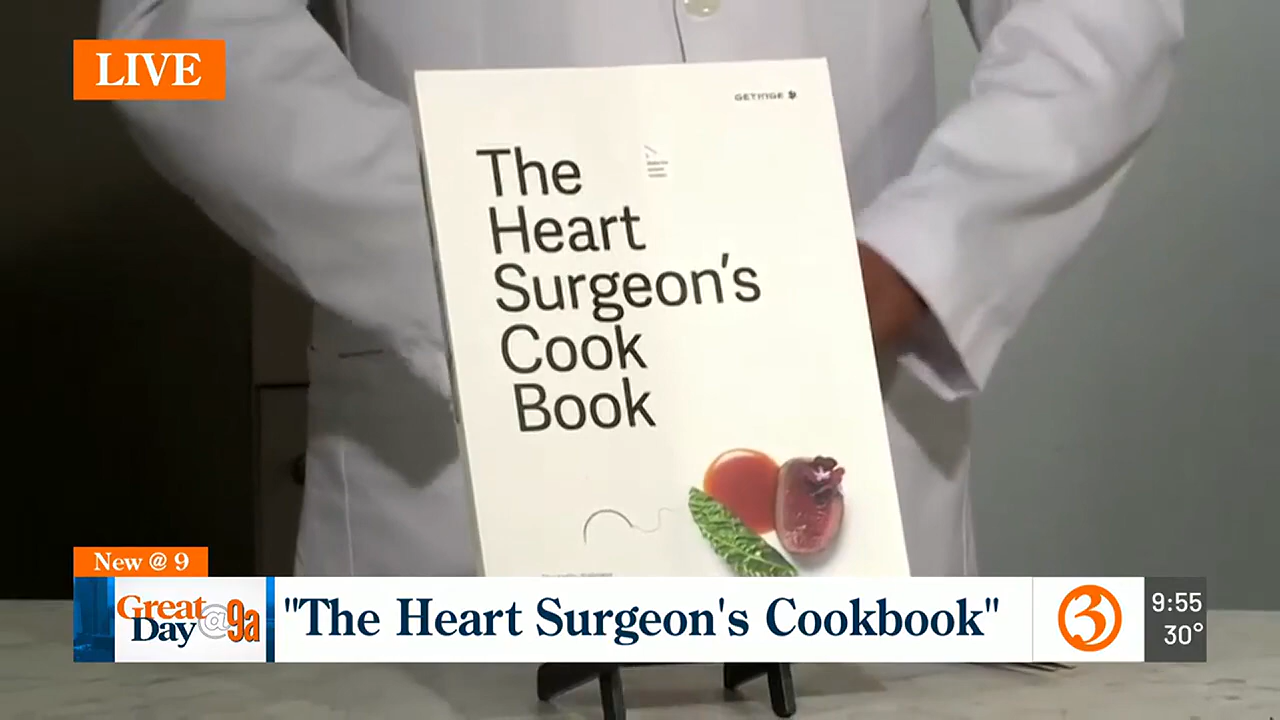 LIVE
GETINGE
The
Heart
Surgeon's
Cook
Book
New @ 9
Great
Day @9a
"The Heart Surgeon's Cookbook"
3
9:55
30°